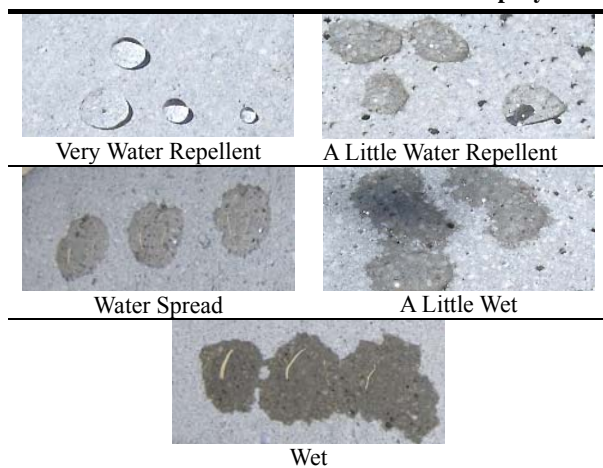 Very Water Repellent
A Little Water Repellent
Water Spread
A Little Wet
Wet